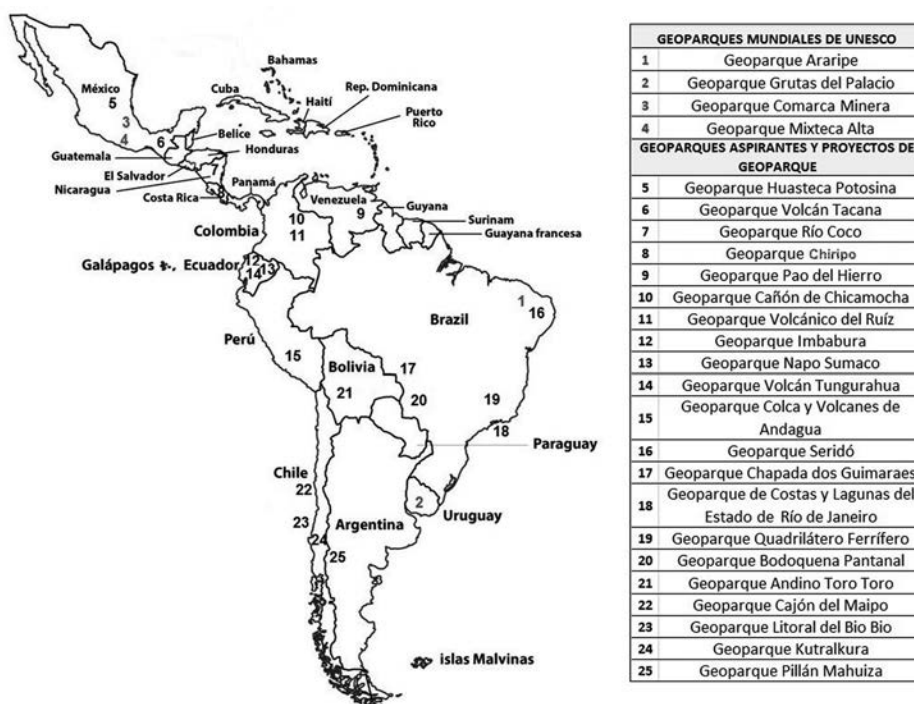 Bahamas
Cuba
Rep. Dominicana
México
5
Haití
3
Puerto
Rico
4
6
Belice
Guatemala
Honduras
El Salvador
Nicaragua
Panamá
Costa Rica
8
Venezuela
9
Guyana
10
Surinam
Colombia
11
Guayana francesa
Galápagos
, Ecuador
12
13
14
1
16
Brazil
Perú
15
Bolivia
17
21
20
19
18
Paraguay
Chile
22
2
23
Argentina
Uruguay
24
25
islas Malvinas
GEOPARQUES MUNDIALES DE UNESCO
1 Geoparque Araripe
2 Geoparque Grutas del Palacio
3 Geoparque Comarca Minera
4 Geoparque Mixteca Alta
GEOPARQUES ASPIRANTES Y PROYECTOS DE
GEOPARQUE
5 Geoparque Huasteca Potosina
6 Geoparque Volcán Tacana
7 Geoparque Río Coco
8 Geoparque Chiripo
9 Geoparque Pao del Hierro
10 Geoparque Cañón de Chicamocha
11 Geoparque Volcánico del Ruíz
12 Geoparque Imbabura
13 Geoparque Napo Sumaco
14 Geoparque Volcán Tungurahua
15 Geoparque Colca y Volcanes de
Andagua
16 Geoparque Seridó
17 Geoparque Chapada dos Guimaraes
18 Geoparque de Costas y Lagunas del
Estado de Río de Janeiro
19 Geoparque Quadrilátero Ferrífero
20 Geoparque Bodoquena Pantanal
21 Geoparque Andino Toro Toro
22 Geoparque Cajón del Maipo
23 Geoparque Litoral del Bio Bio
24 Geoparque Kutralkura
25 Geoparque Pillán Mahuiza